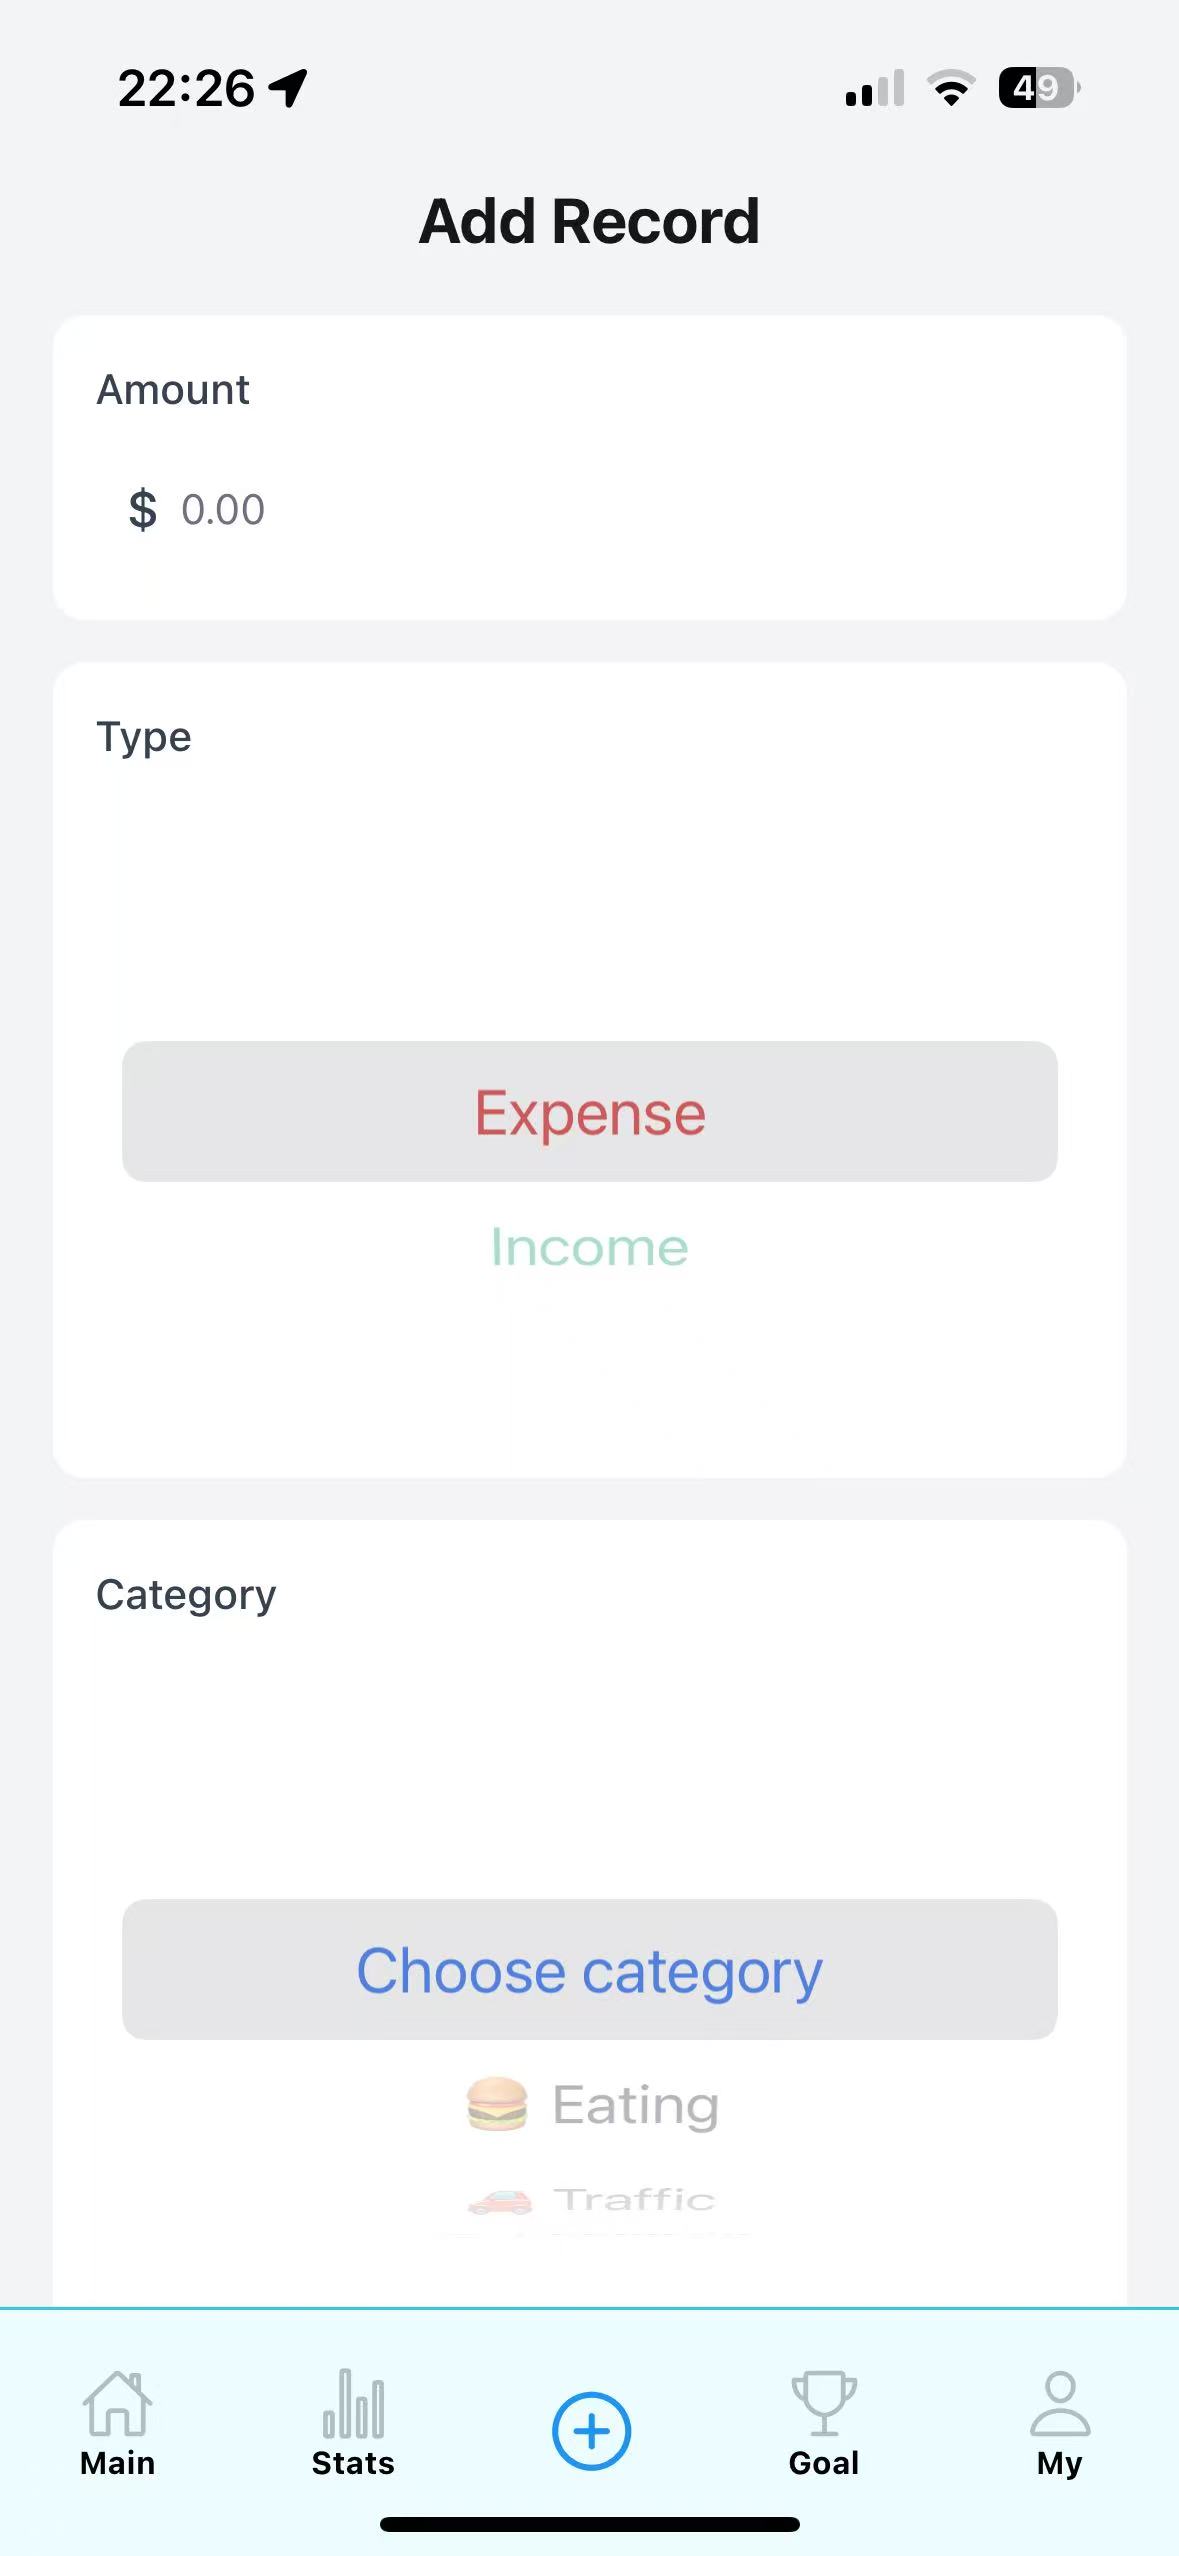 22:26
49
Add Record
Amount
$ 0.00
Type
Expense
Income
Category
Choose category
Eating
Traffic
Main
Stats
Goal
My